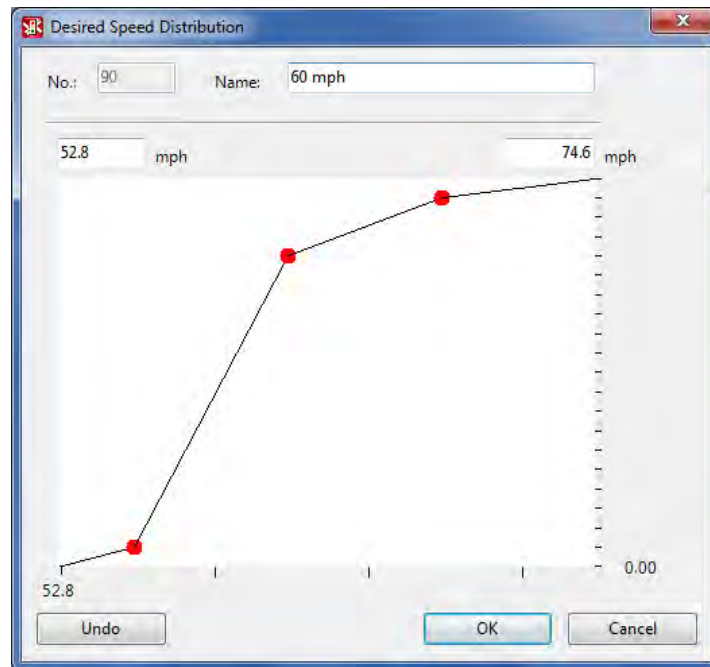 Desired Speed Distribution
No.: 90 Name: 60 mph
52.8 mph 74.6 mph
0.00
52.8
Undo OK Cancel